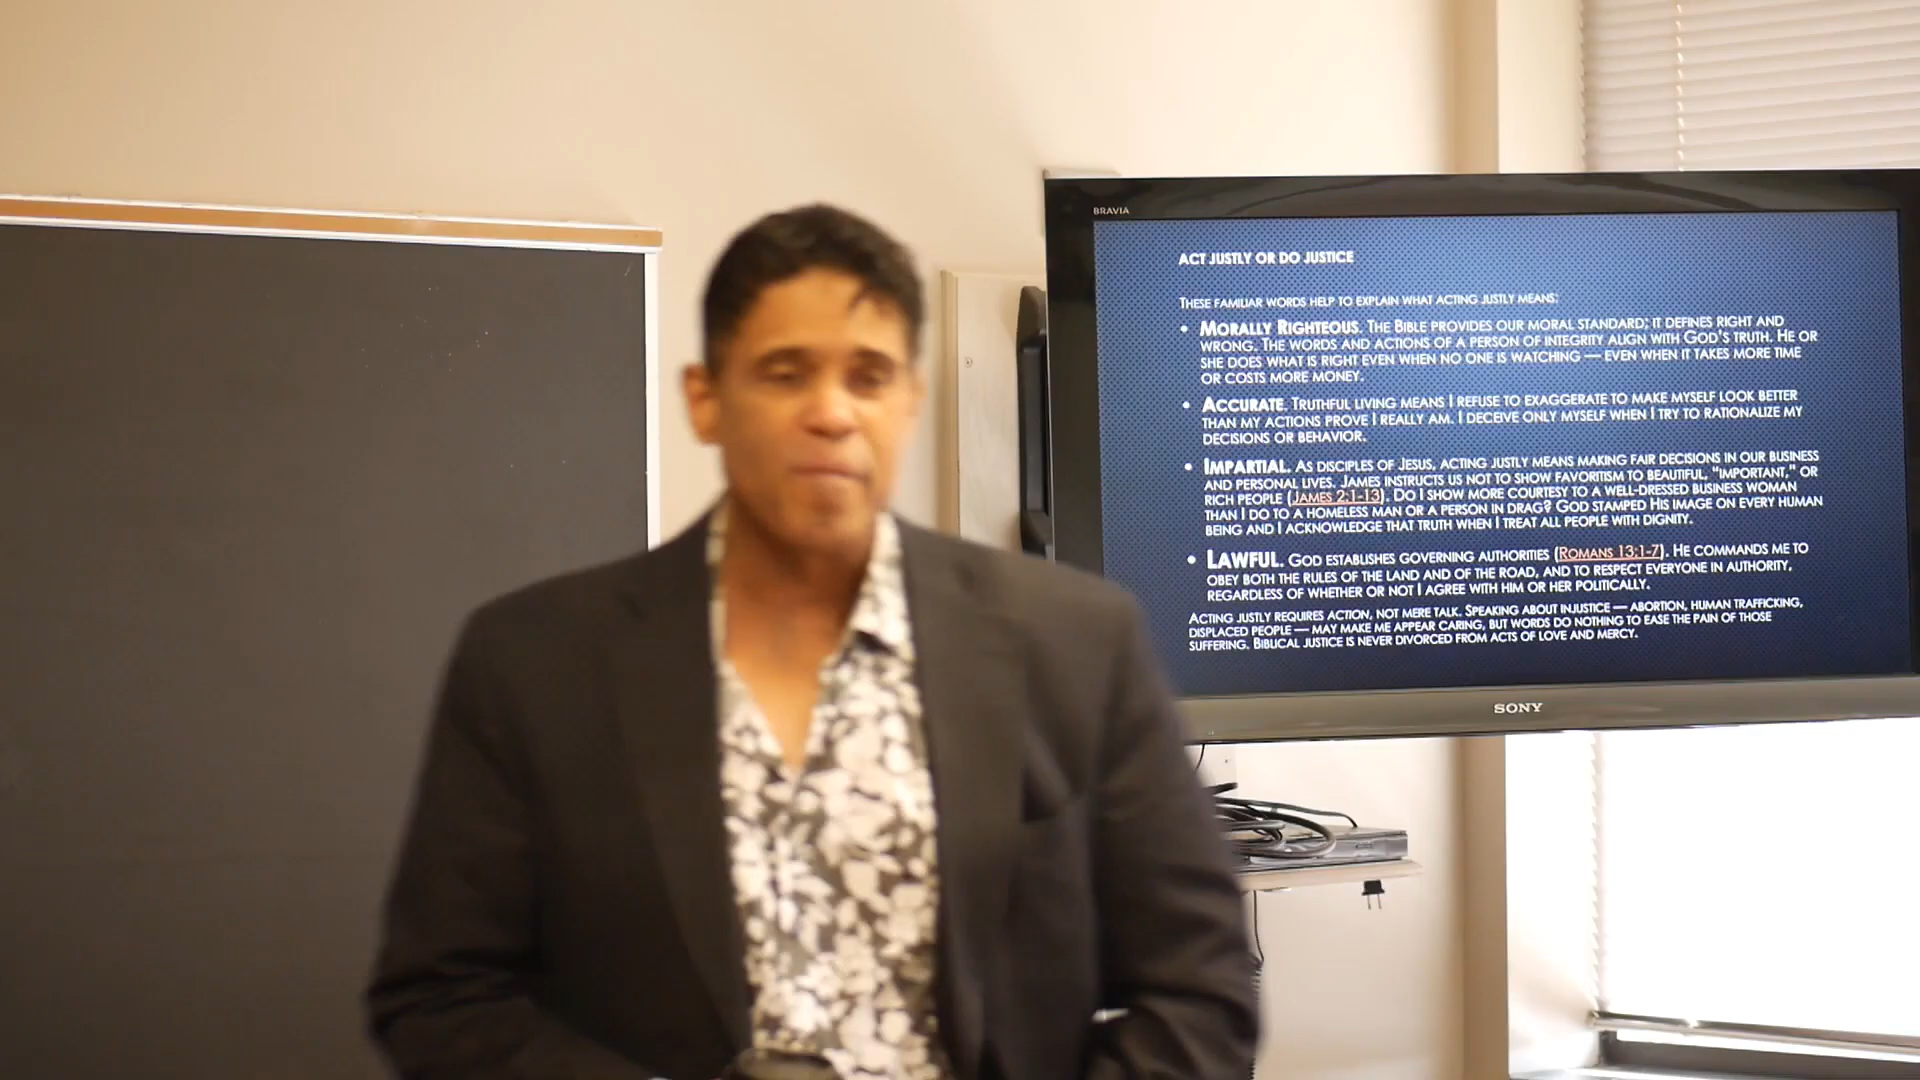 BRAVIA
ACT JUSTLY OR DO JUSTICE
THESE FAMILIAR WORDS HELP TO EXPLAIN WHAT ACTING JUSTLY MEANS:
• MORALLY RIGHTEOUS. THE BIBLE PROVIDES OUR MORAL STANDARD; IT DEFINES RIGHT AND
WRONG. THE WORDS AND ACTIONS OF A PERSON OF INTEGRITY ALIGN WITH GOD'S TRUTH. HE OR
SHE DOES WHAT IS RIGHT EVEN WHEN NO ONE IS WATCHING — EVEN WHEN IT TAKES MORE TIME
OR COSTS MORE MONEY.
• ACCURATE. TRUTHFUL LIVING MEANS I REFUSE TO EXAGGERATE TO MAKE MYSELF LOOK BETTER
THAN MY ACTIONS PROVE I REALLY AM. I DECEIVE ONLY MYSELF WHEN I TRY TO RATIONALIZE MY
DECISIONS OR BEHAVIOR.
• IMPARTIAL. AS DISCIPLES OF JESUS, ACTING JUSTLY MEANS MAKING FAIR DECISIONS IN OUR BUSINESS
AND PERSONAL LIVES. JAMES INSTRUCTS US NOT TO SHOW FAVORITISM TO BEAUTIFUL, "IMPORTANT," OR
RICH PEOPLE (JAMES 2:1-13). DO I SHOW MORE COURTESY TO A WELL-DRESSED BUSINESS WOMAN
THAN I DO TO A HOMELESS MAN OR A PERSON IN DRAG? GOD STAMPED HIS IMAGE ON EVERY HUMAN
BEING AND I ACKNOWLEDGE THAT TRUTH WHEN I TREAT ALL PEOPLE WITH DIGNITY.
• LAWFUL. GOD ESTABLISHES GOVERNING AUTHORITIES (ROMANS 13:1-7). HE COMMANDS ME TO
OBEY BOTH THE RULES OF THE LAND AND OF THE ROAD, AND TO RESPECT EVERYONE IN AUTHORITY,
REGARDLESS OF WHETHER OR NOT I AGREE WITH HIM OR HER POLITICALLY.
ACTING JUSTLY REQUIRES ACTION, NOT MERE TALK. SPEAKING ABOUT INJUSTICE — ABORTION, HUMAN TRAFFICKING,
DISPLACED PEOPLE — MAY MAKE ME APPEAR CARING, BUT WORDS DO NOTHING TO EASE THE PAIN OF THOSE
SUFFERING. BIBLICAL JUSTICE IS NEVER DIVORCED FROM ACTS OF LOVE AND MERCY.
SONY